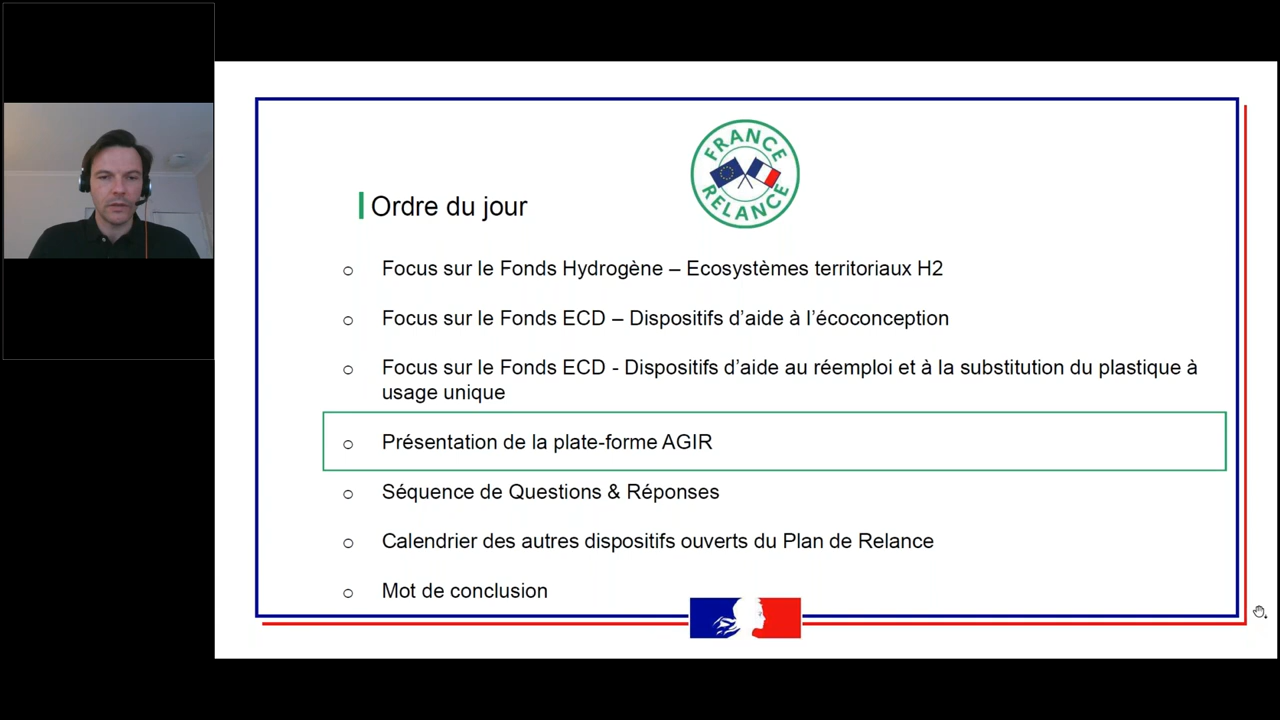 FRANCE
RELANCE
Ordre du jour
o Focus sur le Fonds Hydrogène – Ecosystèmes territoriaux H2
o Focus sur le Fonds ECD – Dispositifs d’aide à l’écoconception
o Focus sur le Fonds ECD - Dispositifs d’aide au réemploi et à la substitution du plastique à
usage unique
o Présentation de la plate-forme AGIR
o Séquence de Questions & Réponses
o Calendrier des autres dispositifs ouverts du Plan de Relance
o Mot de conclusion